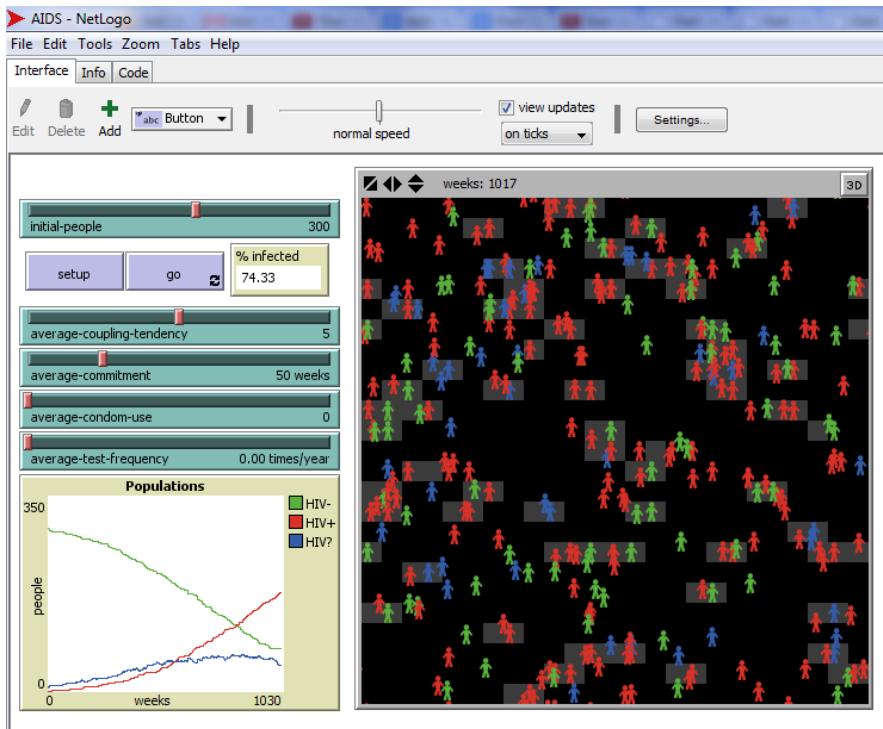 AIDS - NetLogo
File Edit Tools Zoom Tabs Help
Interface Info Code
Edit Delete Add abc Button normal speed view updates on ticks Settings...
weeks: 1017 3D
initial-people 300
setup go % infected 74.33
average-coupling-tendency 5
average-commitment 50 weeks
average-condom-use 0
average-test-frequency 0.00 times/year
Populations
350
HIV-
HIV+
HIV?
people
0
0 weeks 1030